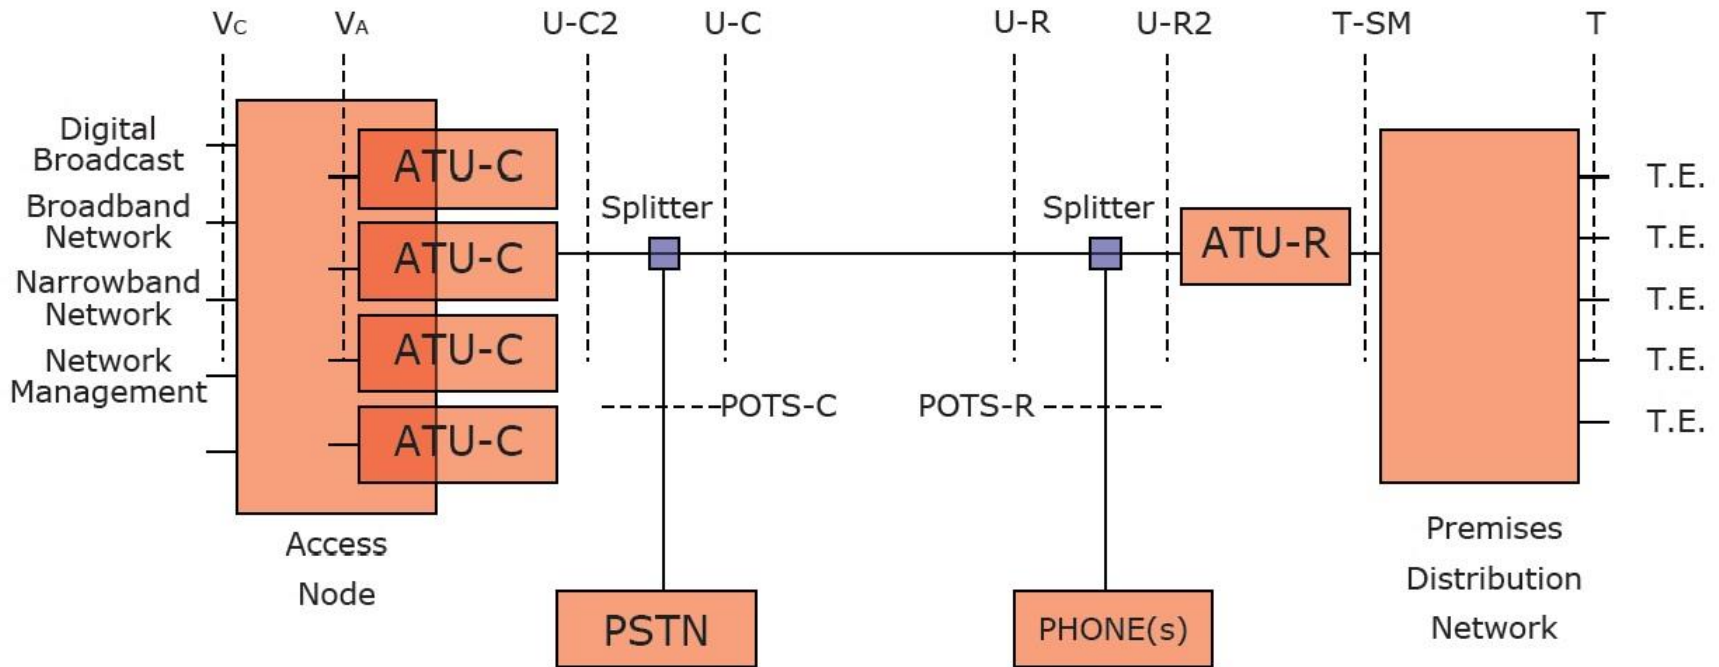 VC
VA
U-C2
U-C
U-R
U-R2
T-SM
T
Digital
Broadcast
Broadband
Network
Narrowband
Network
Network
Management
ATU-C
ATU-C
ATU-C
ATU-C
Access
Node
Splitter
POTS-C
PSTN
Splitter
POTS-R
PHONE(s)
ATU-R
Premises
Distribution
Network
T.E.
T.E.
T.E.
T.E.
T.E.